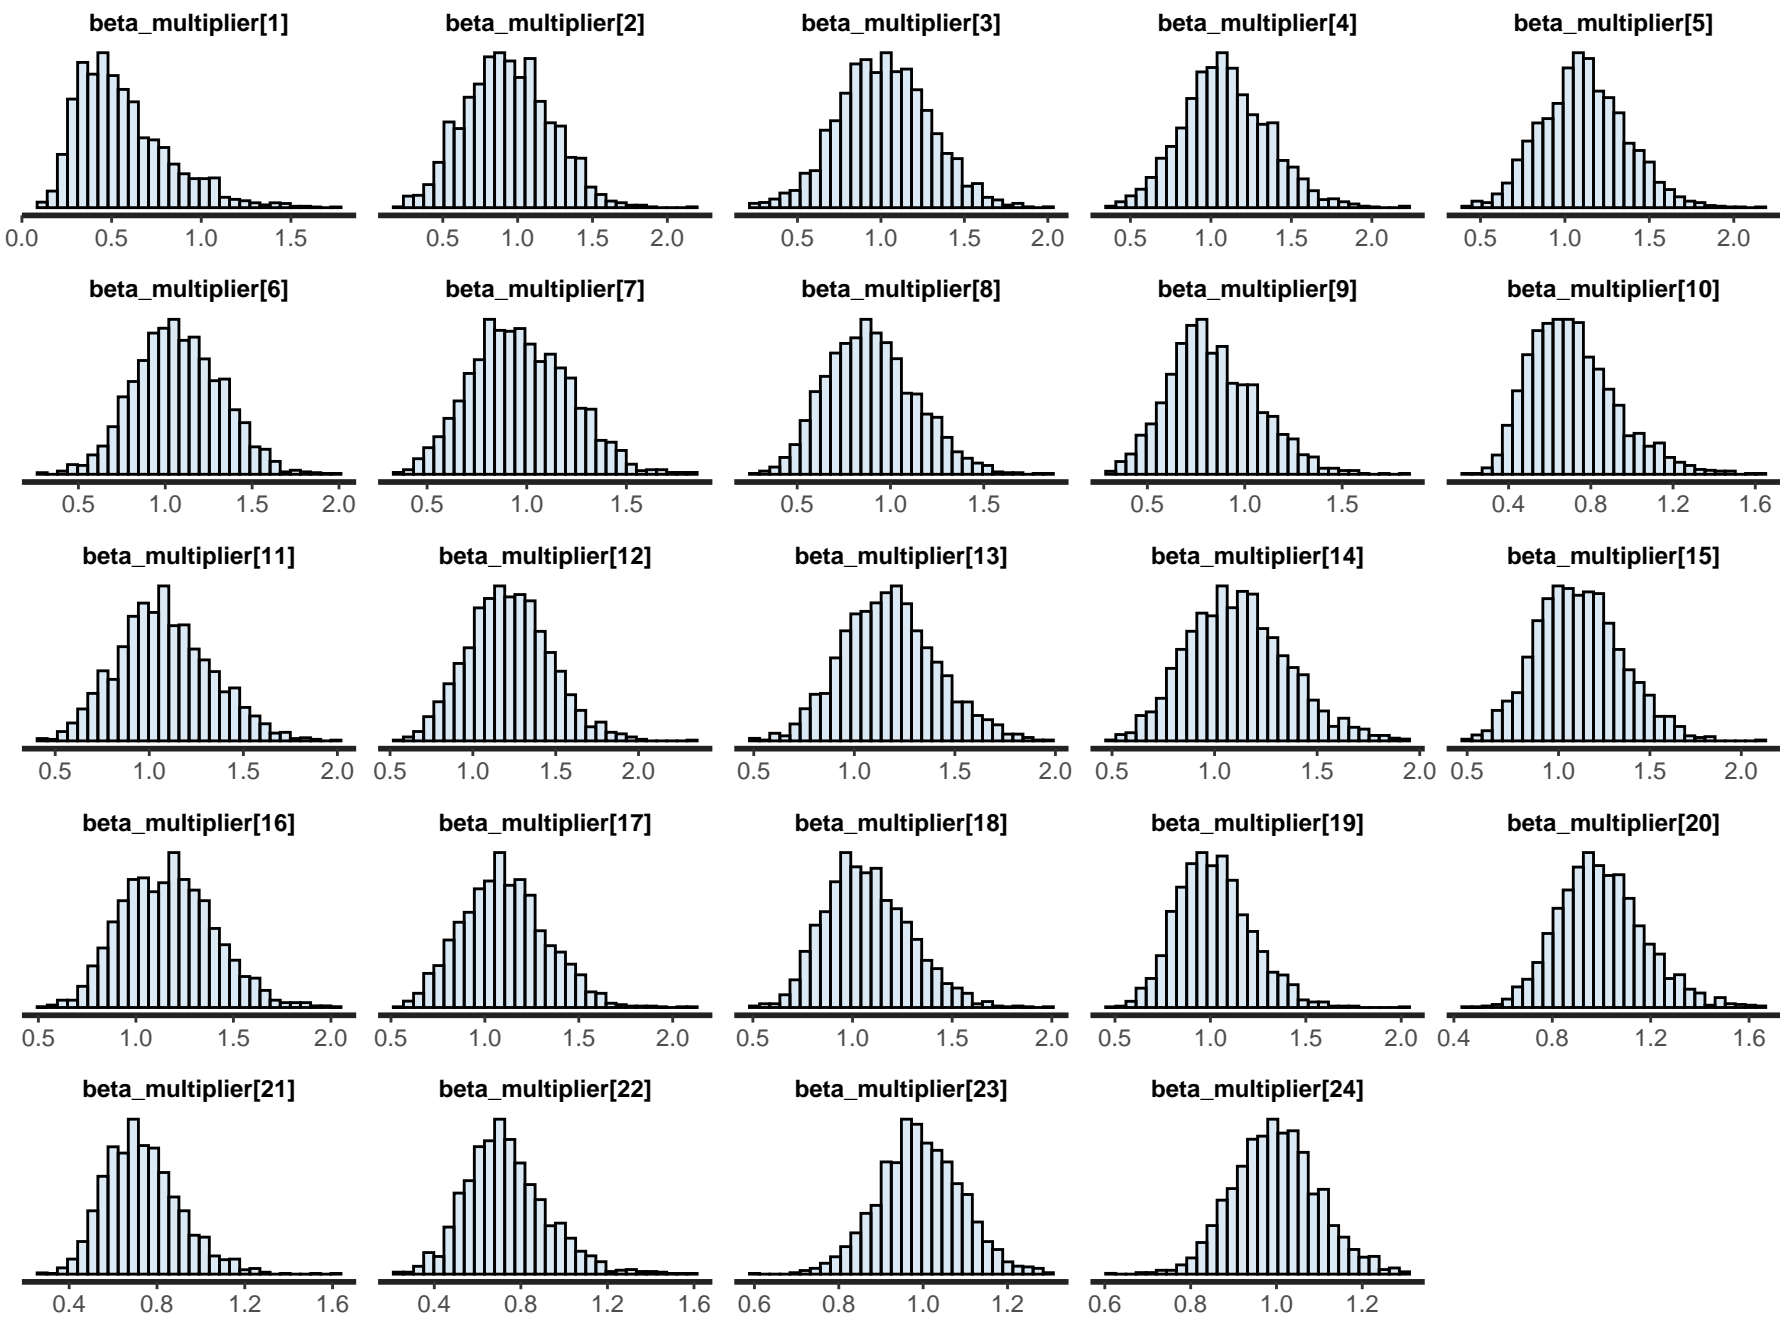 beta_multiplier[1] beta_multiplier[2] beta_multiplier[3] beta_multiplier[4] beta_multiplier[5]
0.0 0.5 1.0 1.5 0.5 1.0 1.5 2.0 0.5 1.0 1.5 2.0 0.5 1.0 1.5 2.0 0.5 1.0 1.5 2.0
beta_multiplier[6] beta_multiplier[7] beta_multiplier[8] beta_multiplier[9] beta_multiplier[10]
0.5 1.0 1.5 2.0 0.5 1.0 1.5 0.5 1.0 1.5 0.5 1.0 1.5 0.4 0.8 1.2 1.6
beta_multiplier[11] beta_multiplier[12] beta_multiplier[13] beta_multiplier[14] beta_multiplier[15]
0.5 1.0 1.5 2.0 0.5 1.0 1.5 2.0 0.5 1.0 1.5 2.0 0.5 1.0 1.5 2.0 0.5 1.0 1.5 2.0
beta_multiplier[16] beta_multiplier[17] beta_multiplier[18] beta_multiplier[19] beta_multiplier[20]
0.5 1.0 1.5 2.0 0.5 1.0 1.5 2.0 0.5 1.0 1.5 2.0 0.5 1.0 1.5 2.0 0.4 0.8 1.2 1.6
beta_multiplier[21] beta_multiplier[22] beta_multiplier[23] beta_multiplier[24]
0.4 0.8 1.2 1.6 0.4 0.8 1.2 1.6 0.6 0.8 1.0 1.2 0.6 0.8 1.0 1.2